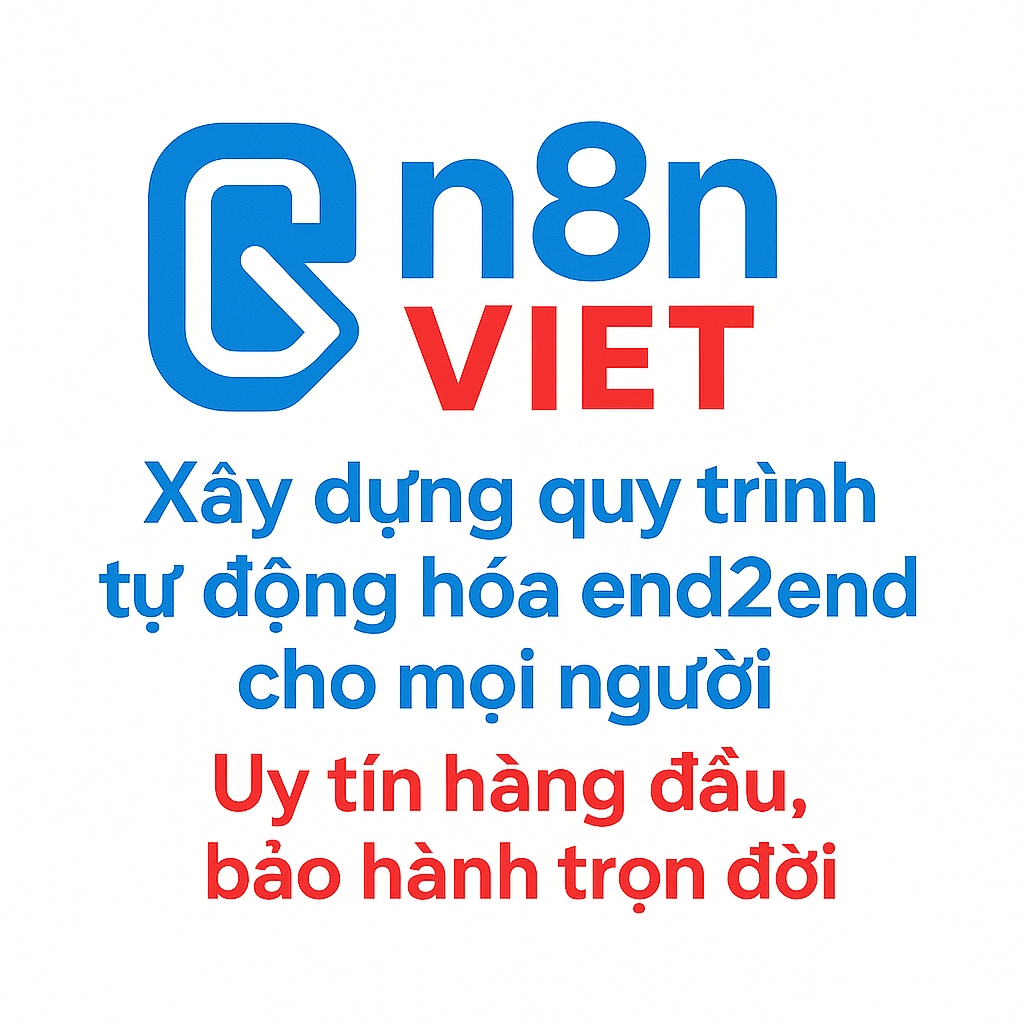 n8n
VIET
Xây dựng quy trình
tự động hóa end2end
cho mọi người
Uy tín hàng đầu,
bảo hành trọn đời